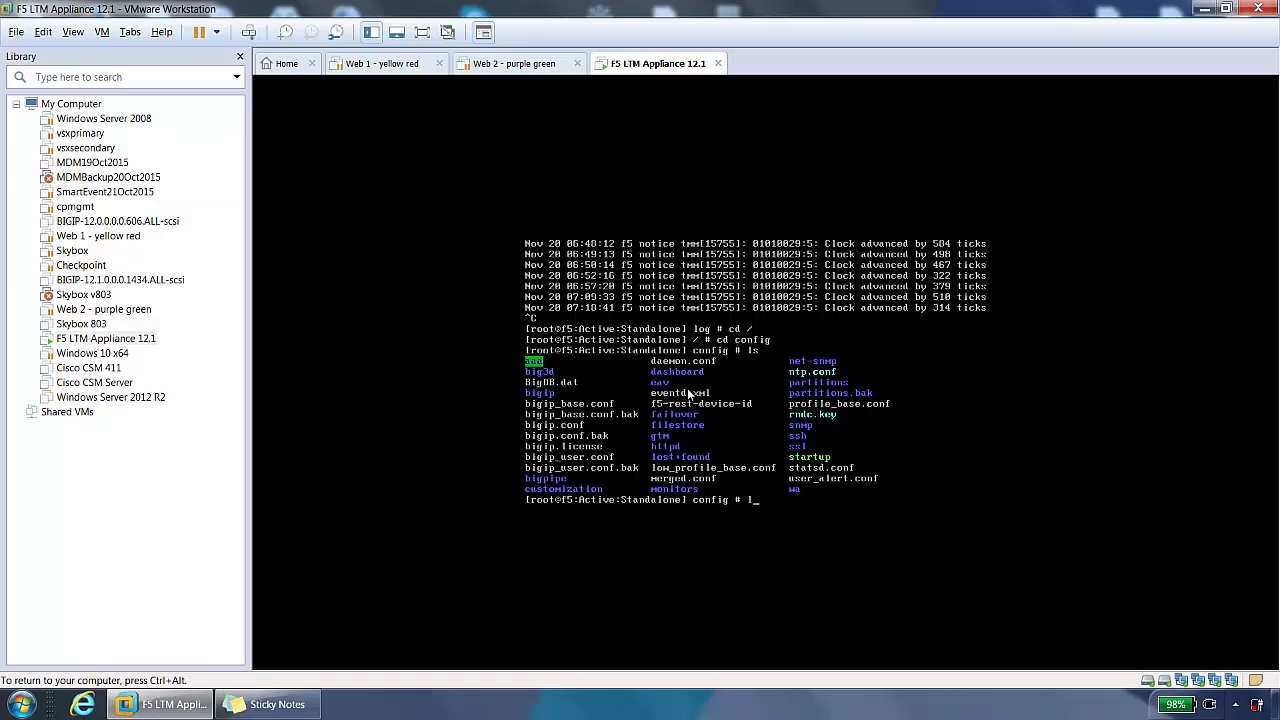 F5 LTM Appliance 12.1 - VMware Workstation
File Edit View VM Tabs Help
Library
Type here to search
My Computer
Windows Server 2008
vsxprimary
vsxsecondary
MDM19Oct2015
MDMBackup20Oct2015
SmartEvent21Oct2015
cpmgmt
BIGIP-12.0.0.0.606.ALL-scsi
Web 1 - yellow red
Skybox
Checkpoint
BIGIP-12.1.0.0.1434.ALL-scsi
Skybox v803
Web 2 - purple green
Skybox 803
F5 LTM Appliance 12.1
Windows 10 x64
Cisco CSM 411
Cisco CSM Server
Windows Server 2012 R2
Shared VMs
Home Web 1 - yellow red Web 2 - purple green F5 LTM Appliance 12.1
Nov 20 06:48:12 f5 notice tmm[15755]: 01010029:5: Clock advanced by 504 ticks
Nov 20 06:49:13 f5 notice tmm[15755]: 01010029:5: Clock advanced by 498 ticks
Nov 20 06:50:14 f5 notice tmm[15755]: 01010029:5: Clock advanced by 467 ticks
Nov 20 06:52:16 f5 notice tmm[15755]: 01010029:5: Clock advanced by 322 ticks
Nov 20 06:57:20 f5 notice tmm[15755]: 01010029:5: Clock advanced by 379 ticks
Nov 20 07:09:33 f5 notice tmm[15755]: 01010029:5: Clock advanced by 510 ticks
Nov 20 07:18:41 f5 notice tmm[15755]: 01010029:5: Clock advanced by 314 ticks
^C
[root@f5:Active:Standalone] log # cd /
[root@f5:Active:Standalone] / # cd config
[root@f5:Active:Standalone] config # ls
aaa daemon.conf net-snmp
big3d dashboard ntp.conf
BigDB.dat eav partitions
bigip eventd.xml partitions.bak
bigip_base.conf f5-rest-device-id profile_base.conf
bigip_base.conf.bak failover rndc.key
bigip.conf filestore snmp
bigip.conf.bak gtm ssh
bigip.license httpd ssl
bigip_user.conf lost+found startup
bigip_user.conf.bak low_profile_base.conf statsd.conf
bigpipe merged.conf user_alert.conf
customization monitors wa
[root@f5:Active:Standalone] config # l_
To return to your computer, press Ctrl+Alt.
F5 LTM Appli... Sticky Notes 98%